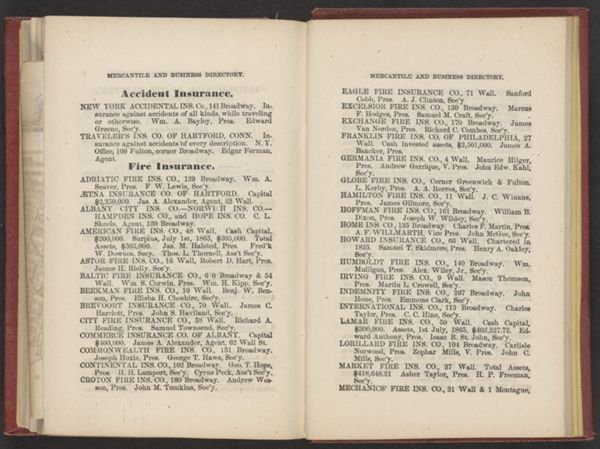 MERCANTILE AND BUSINESS DIRECTORY.
Accident Insurance.
NEW YORK ACCIDENTAL INS. Co., 141 Broadway. In-
surance against accidents of all kinds, while traveling
or otherwise. Wm. A. Bayley, Pres. Edward
Greene, Sec'y.
TRAVELER'S INS. CO. OF HARTFORD, CONN. In-
surance against accidents of every description. N.Y.
Office, 160 Fulton, corner Broadway. Edgar Forman,
Agent.
Fire Insurance.
ADRIATIC FIRE INS. CO., 139 Broadway. Wm. A.
Seaver, Pres. F. W. Lewis, Sec'y.
ÆTNA INSURANCE CO. OF HARTFORD. Capital
$2,250,000. Jas. A. Alexander, Agent, 62 Wall.
ALBANY CITY INS. CO.—NORWICH INS. CO.—
HAMPDEN INS. CO., and HOPE INS. CO. C. L.
Skeels, Agent, 139 Broadway.
AMERICAN FIRE INS. CO., 48 Wall. Cash Capital,
$200,000. Surplus, July 1st, 1865, $305,000. Total
Assets, $505,000. Jas. M. Halsted, Pres. Fred'k
W. Downes, Secy. Thos. L. Thornell, Ass't Sec'y.
ASTOR FIRE INS. CO., 16 Wall, Robert D. Hart, Pres.
James H. Rielly, Sec'y.
BALTIC FIRE INSURANCE CO., Broadway & 54
Wall. Wm. S. Corwin, Pres. Wm. H. Kipp, Sec'y.
BEEKMAN FIRE INS. CO., 10 Wall. Benj. W. Ben-
son, Pres. Elisha H. Cheshire, Sec'y.
BREVOORT INSURANCE CO., 70 Wall. James C.
Harriott, Pres. John S. Haviland, Sec'y.
CITY FIRE INSURANCE CO., 58 Wall. Richard A.
Reading, Pres. Samuel Townsend, Sec'y.
COMMERCE INSURANCE CO. OF ALBANY. Capital
$400,000. James A. Alexander, Agent, 62 Wall St.
COMMONWEALTH FIRE INS. CO., 151 Broadway.
Joseph Hoxie, Pres. George T. Haws, Sec'y.
CONTINENTAL INS. CO., 102 Broadway. Geo. T. Hope,
Pres. H. H. Lamport, Sec'y. Cyrus Peck, Ass't Sec'y.
CROTON FIRE INS. CO., 180 Broadway. Andrew Wes-
son, Pres. John M. Tomkins, Sec'y.
MERCANTILE AND BUSINESS DIRECTORY.
EAGLE FIRE INSURANCE CO., 71 Wall. Sanford
Cobb, Pres. A. J. Clinton, Sec'y
EXCELSIOR FIRE INS. CO., 130 Broadway. Marcus
F. Hodges, Pres. Samuel M. Craft, Sec'y.
EXCHANGE FIRE INS. CO., 170 Broadway. James
Van Norden, Pres. Richard C. Combes, Sec'y.
FRANKLIN FIRE INS. CO. OF PHILADELPHIA, 27
Wall. Cash invested assets, $2,501,000. James A.
Bancker, Pres.
GERMANIA FIRE INS. CO., 4 Wall. Maurice Hilger,
Pres. Andrew Garrique, V. Pres. John Edw. Kahl,
Sec'y.
GLOBE FIRE INS. CO., Corner Greenwich & Fulton.
L. Kerby, Pres. A. A. Reeves, Sec'y.
HAMILTON FIRE INS. CO., 11 Wall. J. C. Winans,
Pres. James Gilmore, Sec'y.
HOFFMAN FIRE INS. CO., 161 Broadway. William B.
Dixon, Pres. Joseph W. Wildey, Sec'y.
HOME INS. CO., 135 Broadway. Charles F. Martin, Pres.
A. F. WILLMARTH, Vice Pres. John McGee, Sec'y.
HOWARD INSURANCE CO., 66 Wall. Chartered in
1825. Samuel T. Skidmore, Pres. Henry A. Oakley,
Sec'y.
HUMBOLDT FIRE INS. CO., 140 Broadway. Wm.
Mulligan, Pres. Alex. Wiley, Jr., Sec'y.
IRVING FIRE INS. CO., 9 Wall. Mason Thomson,
Pres. Martin L. Crowell, Sec'y.
INDEMNITY FIRE INS. CO., 207 Broadway. John
Hone, Pres. Emmons Clark, Sec'y.
INTERNATIONAL INS. CO., 113 Broadway. Charles
Taylor, Pres. C. C. Hine, Sec'y.
LAMAR FIRE INS. CO., 50 Wall. Cash Capital,
$300,000. Assets, 1st July, 1865, $403,327.72. Ed-
ward Anthony, Pres. Isaac R. St. John, Sec'y.
LORILLARD FIRE INS. CO., 104 Broadway. Carlisle
Norwood, Pres. Zophar Mills, V. Pres. John C.
Mills, Sec'y.
MARKET FIRE INS. CO., 37 Wall. Total Assets,
$418,646.21 Asher Taylor, Pres. H. P. Freeman,
Sec'y.
MECHANICS' FIRE INS. CO., 31 Wall & 1 Montague,